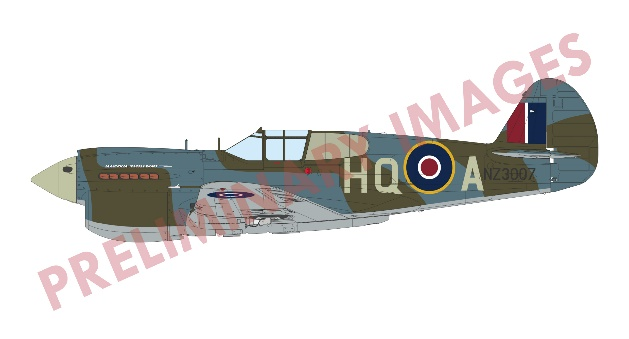 PRELIMINARY IMAGES
HQ A
NZ3007